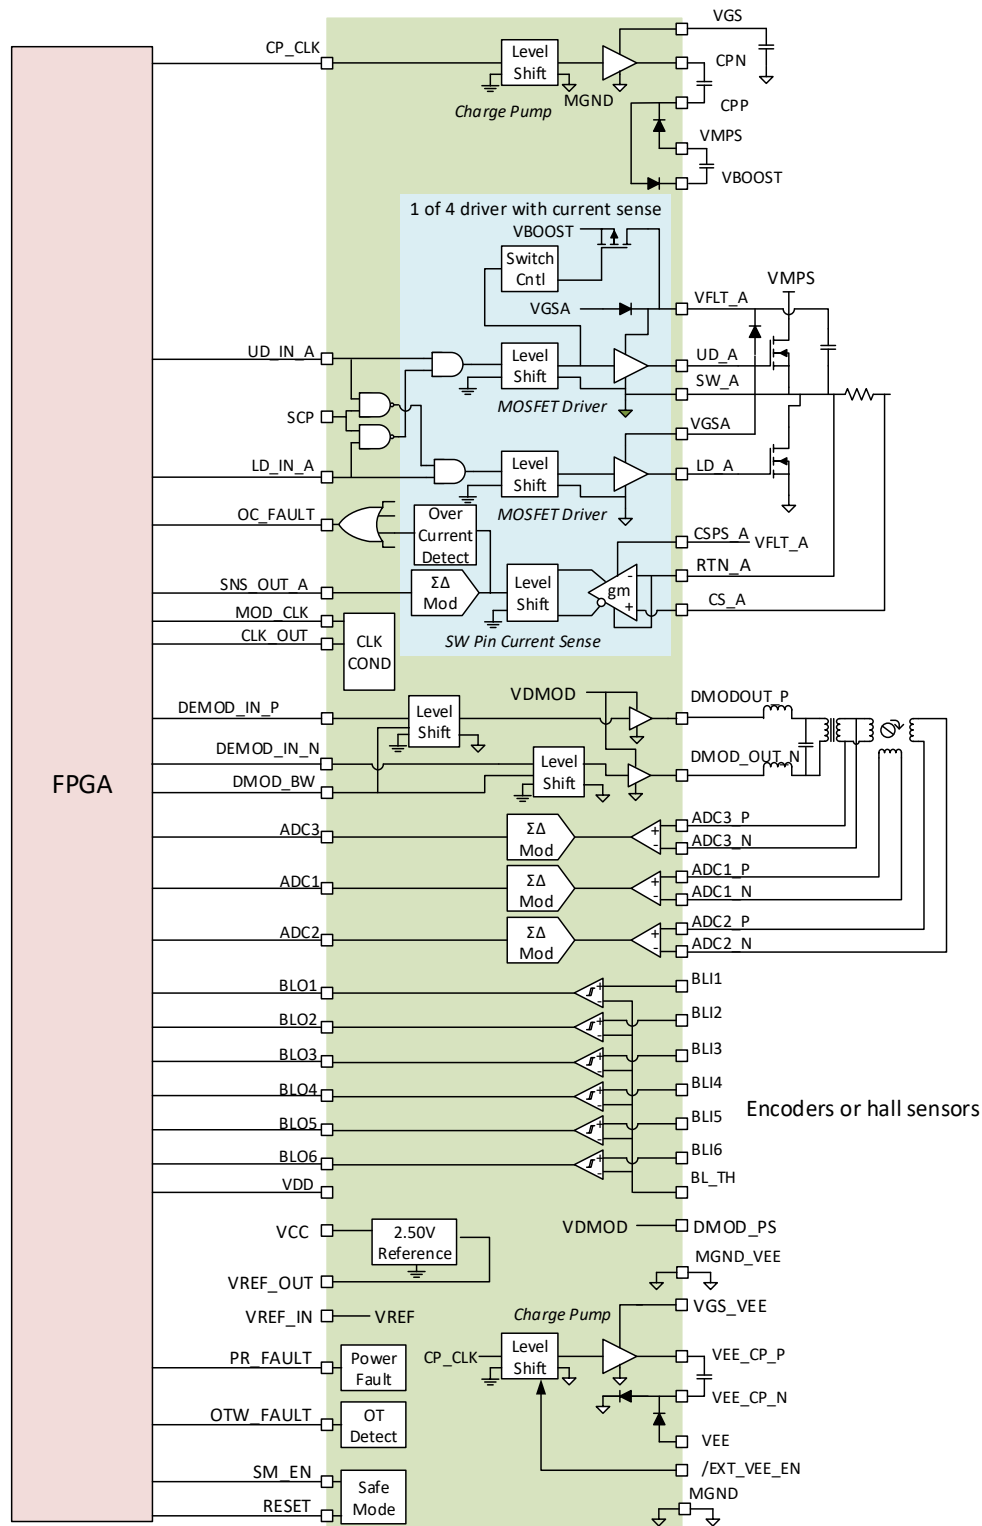 VGS
CP_CLK
Level
Shift
CPN
MGND
Charge Pump
CPP
VMPS
VBOOST
1 of 4 driver with current sense
VBOOST
Switch
Cntl
VMPS
VGSA
VFLT_A
UD_IN_A
Level
Shift
UD_A
SW_A
MOSFET Driver
SCP
VGSA
LD_IN_A
Level
Shift
LD_A
MOSFET Driver
OC_FAULT
Over
Current
Detect
CSPS_A
VFLT_A
RTN_A
SNS_OUT_A
ΣΔ
Mod
Level
Shift
-
gm
+
CS_A
MOD_CLK
CLK_OUT
CLK
COND
SW Pin Current Sense
VDMOD
DMODOUT_P
DEMOD_IN_P
Level
Shift
DEMOD_IN_N
Level
Shift
DMOD_OUT_N
DMOD_BW
FPGA
ADC3
ΣΔ
Mod
+
-
ADC3_P
ADC3_N
ADC1
ΣΔ
Mod
+
-
ADC1_P
ADC1_N
ADC2
ΣΔ
Mod
+
-
ADC2_P
ADC2_N
BLO1
+
-
BLI1
BLO2
+
-
BLI2
BLO3
+
-
BLI3
BLO4
+
-
BLI4
Encoders or hall sensors
BLO5
+
-
BLI5
BLO6
+
-
BLI6
VDD
BL_TH
VCC
2.50V
Reference
VDMOD
DMOD_PS
MGND_VEE
VREF_OUT
VREF_IN
VREF
Charge Pump
VGS_VEE
PR_FAULT
Power
Fault
CP_CLK
Level
Shift
VEE_CP_P
VEE_CP_N
OTW_FAULT
OT
Detect
VEE
/EXT_VEE_EN
SM_EN
Safe
Mode
RESET
MGND